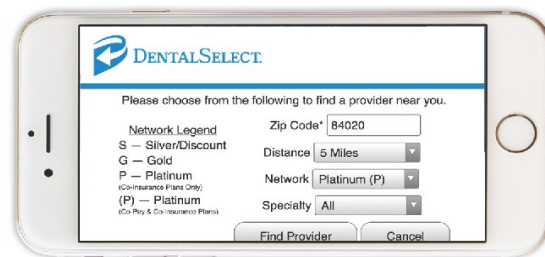 DENTALSELECT.
Please choose from the following to find a provider near you.
Network Legend
S — Silver/Discount
G — Gold
P — Platinum
(Co-Insurance Plans Only)
(P) — Platinum
(Co-Pay & Co-Insurance Plans)
Zip Code* 84020
Distance 5 Miles
Network Platinum (P)
Specialty All
Find Provider Cancel